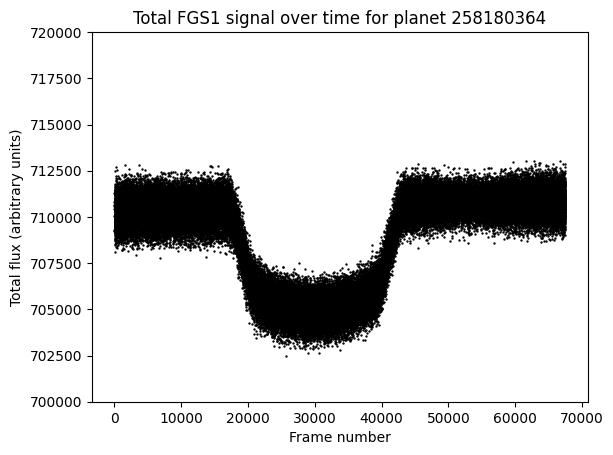 Total FGS1 signal over time for planet 258180364
Total flux (arbitrary units)
720000
717500
715000
712500
710000
707500
705000
702500
700000
0 10000 20000 30000 40000 50000 60000 70000
Frame number